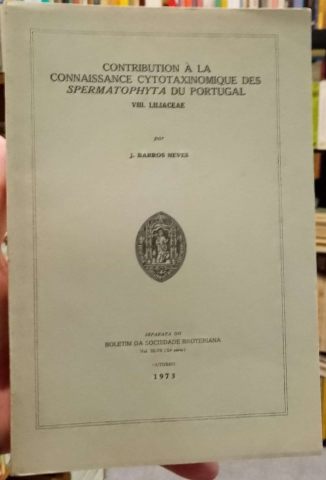 CONTRIBUTION À LA
CONNAISSANCE CYTOTAXINOMIQUE DES
SPERMATOPHYTA DU PORTUGAL
VIII. LILIACEAE
par
J. BARROS NEVES
SEPARATA DO
BOLETIM DA SOCIEDADE BROTERIANA
1973